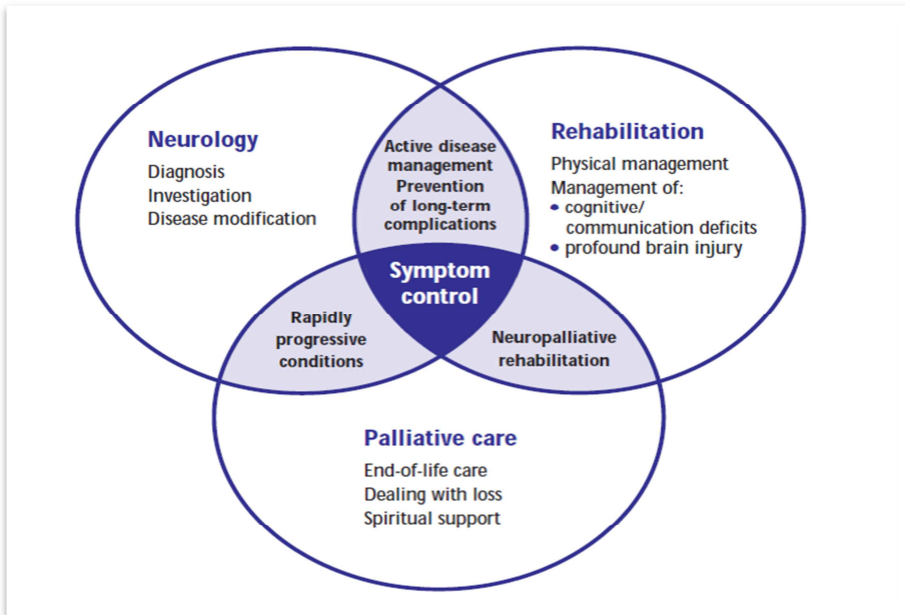 Neurology
Diagnosis
Investigation
Disease modification
Active disease
management
Prevention
of long-term
complications
Rehabilitation
Physical management
Management of:
• cognitive/
communication deficits
• profound brain injury
Symptom
control
Rapidly
progressive
conditions
Neuropalliative
rehabilitation
Palliative care
End-of-life care
Dealing with loss
Spiritual support